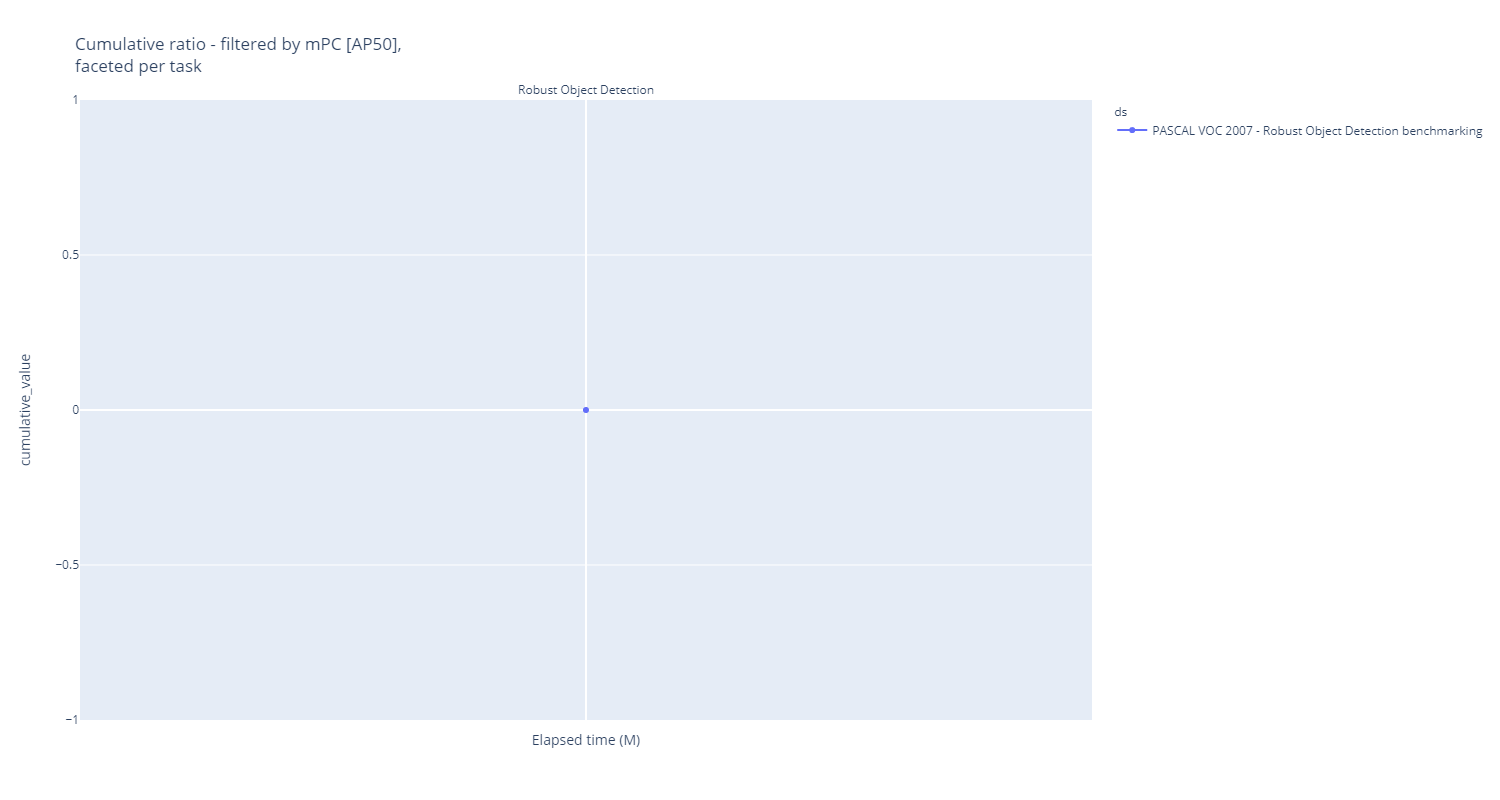 Cumulative ratio - filtered by mPC [AP50],
faceted per task
Robust Object Detection
1
0.5
0
−0.5
−1
cumulative_value
Elapsed time (M)
ds
PASCAL VOC 2007 - Robust Object Detection benchmarking